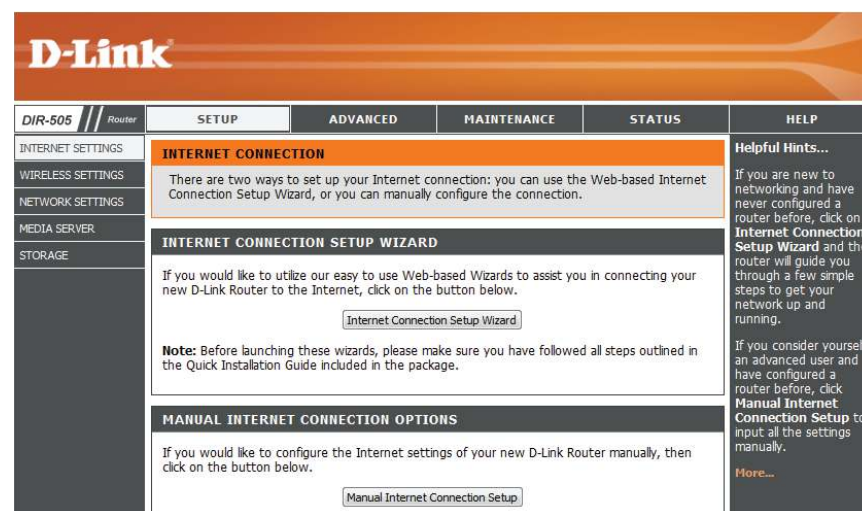 D-Link
DIR-505 // Router
SETUP
ADVANCED
MAINTENANCE
STATUS
HELP
INTERNET SETTINGS
WIRELESS SETTINGS
NETWORK SETTINGS
MEDIA SERVER
STORAGE
INTERNET CONNECTION
There are two ways to set up your Internet connection: you can use the Web-based Internet
Connection Setup Wizard, or you can manually configure the connection.
INTERNET CONNECTION SETUP WIZARD
If you would like to utilize our easy to use Web-based Wizards to assist you in connecting your
new D-Link Router to the Internet, click on the button below.
Internet Connection Setup Wizard
Note: Before launching these wizards, please make sure you have followed all steps outlined in
the Quick Installation Guide included in the package.
MANUAL INTERNET CONNECTION OPTIONS
If you would like to configure the Internet settings of your new D-Link Router manually, then
click on the button below.
Manual Internet Connection Setup
Helpful Hints...
If you are new to
networking and have
never configured a
router before, click on
Internet Connection
Setup Wizard and the
router will guide you
through a few simple
steps to get your
network up and
running.
If you consider yoursel
an advanced user and
have configured a
router before, click
Manual Internet
Connection Setup to
input all the settings
manually.
More...